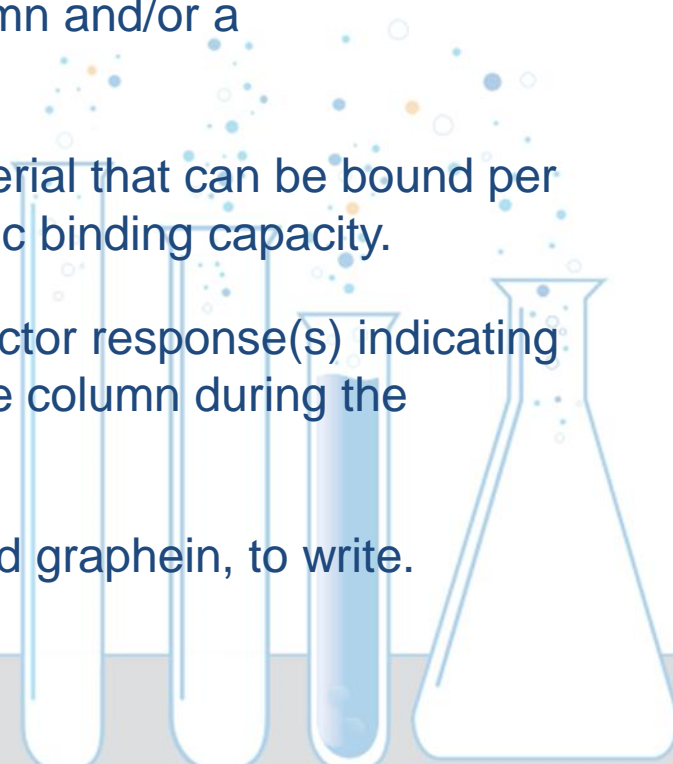 mn and/or a
erial that can be bound per
c binding capacity.
ctor response(s) indicating
e column during the
d graphein, to write.